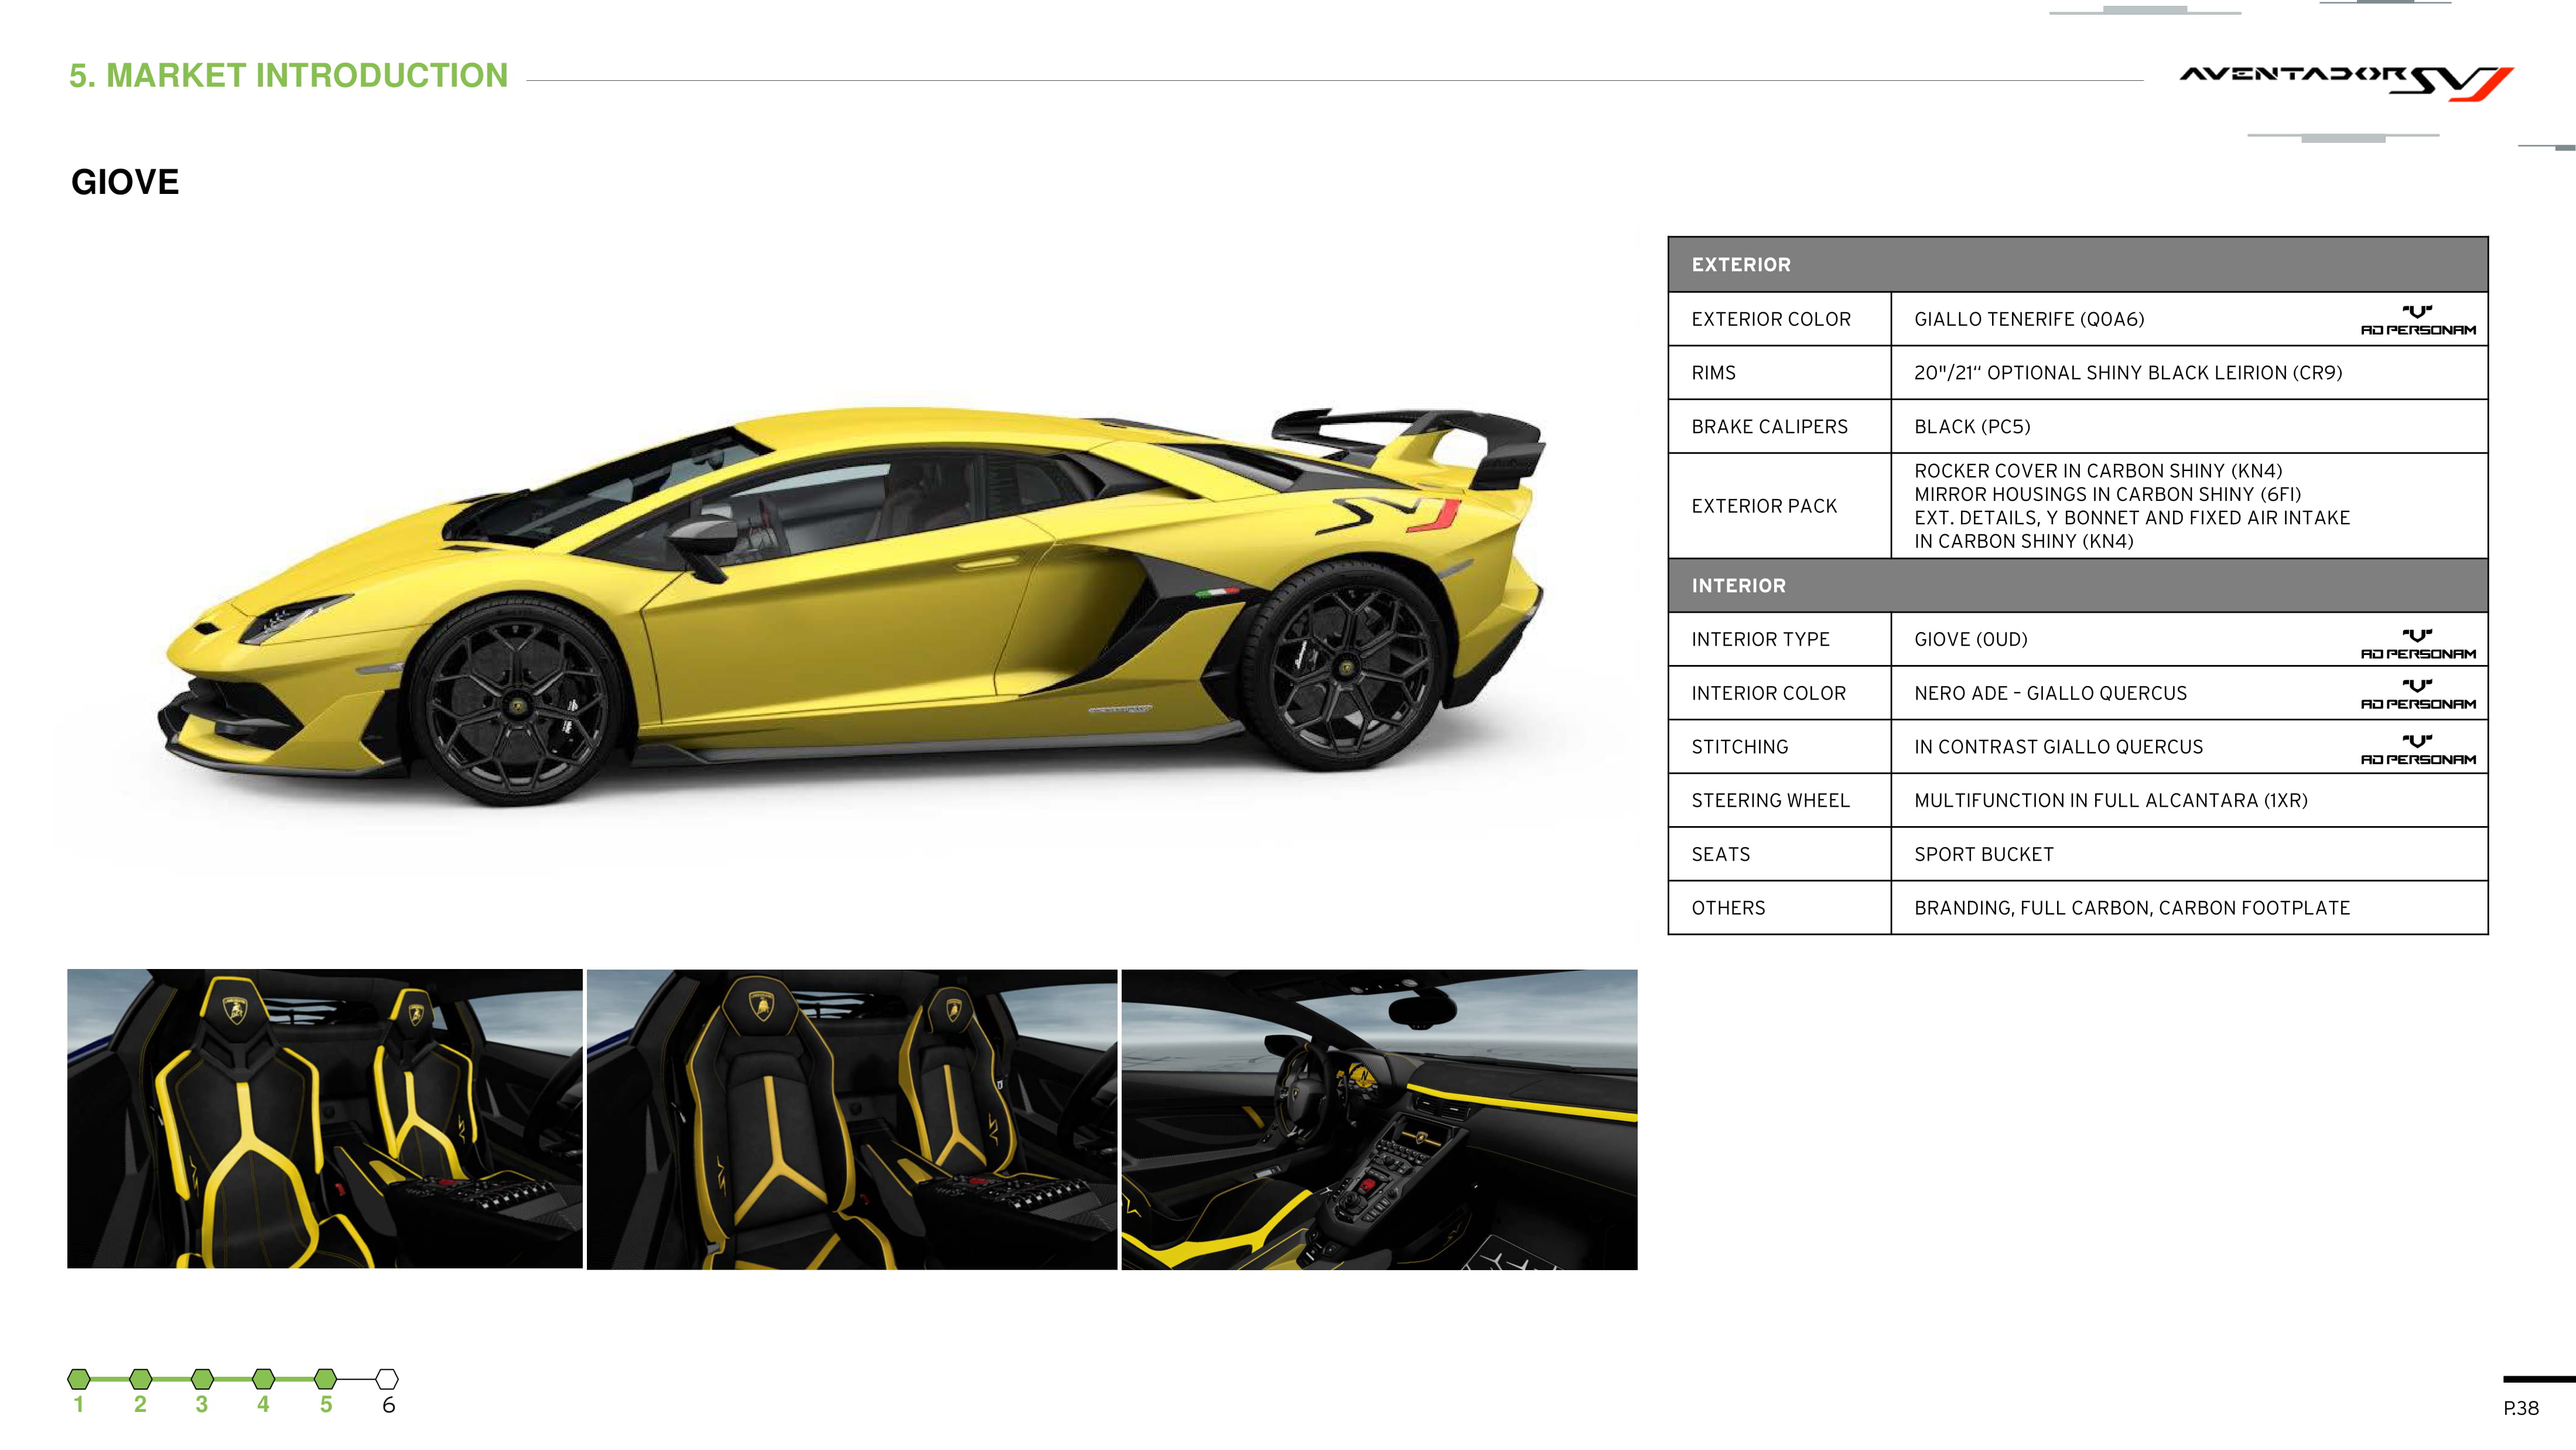 5. MARKET INTRODUCTION
AVENTADOR SVJ
GIOVE
EXTERIOR
EXTERIOR COLOR GIALLO TENERIFE (Q0A6) AD PERSONAM
RIMS 20"/21“ OPTIONAL SHINY BLACK LEIRION (CR9)
BRAKE CALIPERS BLACK (PC5)
EXTERIOR PACK ROCKER COVER IN CARBON SHINY (KN4)
MIRROR HOUSINGS IN CARBON SHINY (6FI)
EXT. DETAILS, Y BONNET AND FIXED AIR INTAKE
IN CARBON SHINY (KN4)
INTERIOR
INTERIOR TYPE GIOVE (0UD) AD PERSONAM
INTERIOR COLOR NERO ADE - GIALLO QUERCUS AD PERSONAM
STITCHING IN CONTRAST GIALLO QUERCUS AD PERSONAM
STEERING WHEEL MULTIFUNCTION IN FULL ALCANTARA (1XR)
SEATS SPORT BUCKET
OTHERS BRANDING, FULL CARBON, CARBON FOOTPLATE
SVJ
1 2 3 4 5 6
P.38